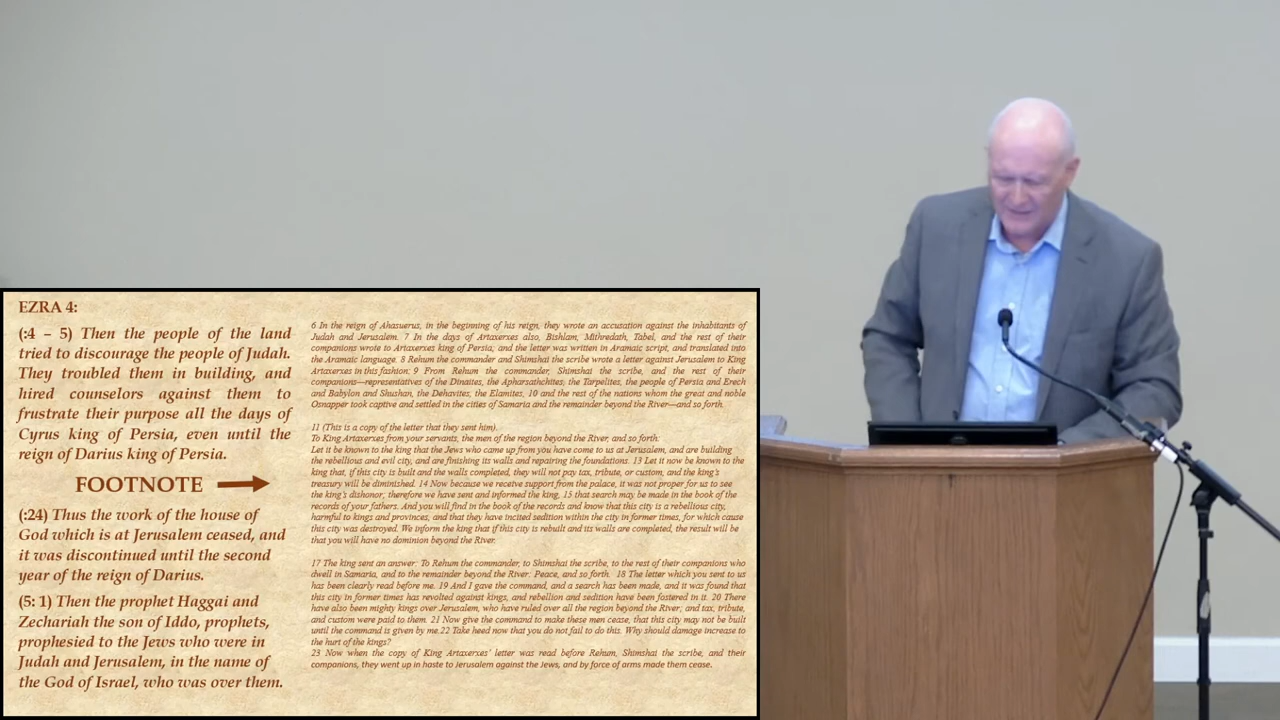 EZRA 4:
(:4 – 5) Then the people of the land
tried to discourage the people of Judah.
They troubled them in building, and
hired counselors against them to
frustrate their purpose all the days of
Cyrus king of Persia, even until the
reign of Darius king of Persia.
FOOTNOTE
(:24) Thus the work of the house of
God which is at Jerusalem ceased, and
it was discontinued until the second
year of the reign of Darius.
(5: 1) Then the prophet Haggai and
Zechariah the son of Iddo, prophets,
prophesied to the Jews who were in
Judah and Jerusalem, in the name of
the God of Israel, who was over them.
6 In the reign of Ahasuerus, in the beginning of his reign, they wrote an accusation against the inhabitants of
Judah and Jerusalem. 7 In the days of Artaxerxes also, Bishlam, Mithredath, Tabel, and the rest of their
companions wrote to Artaxerxes king of Persia; and the letter was written in Aramaic script, and translated into
the Aramaic language. 8 Rehum the commander and Shimshai the scribe wrote a letter against Jerusalem to King
Artaxerxes in this fashion: 9 From Rehum the commander, Shimshai the scribe, and the rest of their
companions—representatives of the Dinaites, the Apharsathchites, the Tarpelites, the people of Persia and Erech
and Babylon and Shushan, the Dehavites, the Elamites, 10 and the rest of the nations whom the great and noble
Osnapper took captive and settled in the cities of Samaria and the remainder beyond the River—and so forth.
11 (This is a copy of the letter that they sent him).
To King Artaxerxes from your servants, the men of the region beyond the River, and so forth:
Let it be known to the king that the Jews who came up from you have come to us at Jerusalem, and are building
the rebellious and evil city, and are finishing its walls and repairing the foundations. 13 Let it now be known to the
king that, if this city is built and the walls completed, they will not pay tax, tribute, or custom, and the king's
treasury will be diminished. 14 Now because we receive support from the palace, it was not proper for us to see
the king's dishonor; therefore we have sent and informed the king, 15 that search may be made in the book of the
records of your fathers. And you will find in the book of the records and know that this city is a rebellious city,
harmful to kings and provinces, and that they have incited sedition within the city in former times, for which cause
this city was destroyed. We inform the king that if this city is rebuilt and its walls are completed, the result will be
that you will have no dominion beyond the River.
17 The king sent an answer: To Rehum the commander, to Shimshai the scribe, to the rest of their companions who
dwell in Samaria, and to the remainder beyond the River: Peace, and so forth. 18 The letter which you sent to us
has been clearly read before me. 19 And I gave the command, and a search has been made, and it was found that
this city in former times has revolted against kings, and rebellion and sedition have been fostered in it. 20 There
have also been mighty kings over Jerusalem, who have ruled over all the region beyond the River; and tax, tribute,
and custom were paid to them. 21 Now give the command to make these men cease, that this city may not be built
until the command is given by me.22 Take heed now that you do not fail to do this. Why should damage increase to
the hurt of the kings?
23 Now when the copy of King Artaxerxes' letter was read before Rehum, Shimshai the scribe, and their
companions, they went up in haste to Jerusalem against the Jews, and by force of arms made them cease.